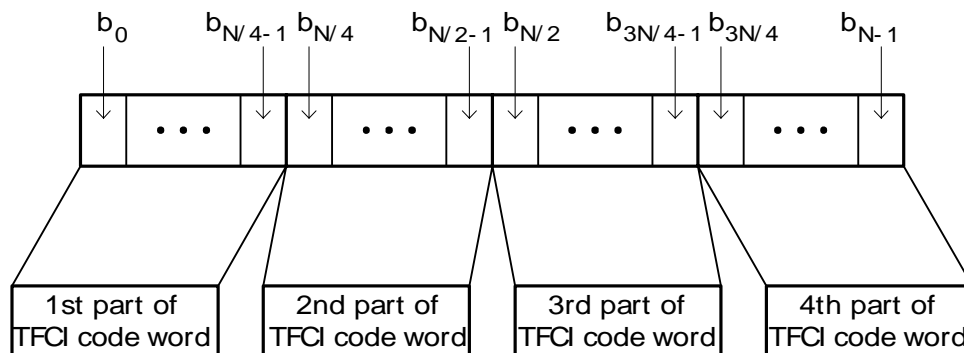 b0 bN/4-1 bN/4 bN/2-1 bN/2 b3N/4-1 b3N/4 bN-1
1st part of 2nd part of 3rd part of 4th part of
TFCI code word TFCI code word TFCI code word TFCI code word